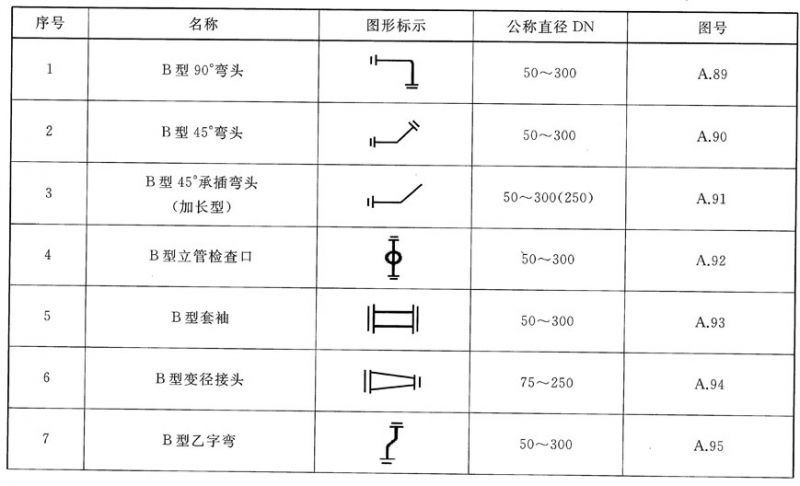 序号 名称 图形标示 公称直径 DN 图号
1 B 型 90°弯头 50～300 A.89
2 B 型 45°弯头 50～300 A.90
3 B 型 45°承插弯头 50～300(250) A.91
（加长型）
4 B 型立管检查口 50～300 A.92
5 B 型套袖 50～300 A.93
6 B 型变径接头 75～250 A.94
7 B 型乙字弯 50～300 A.95